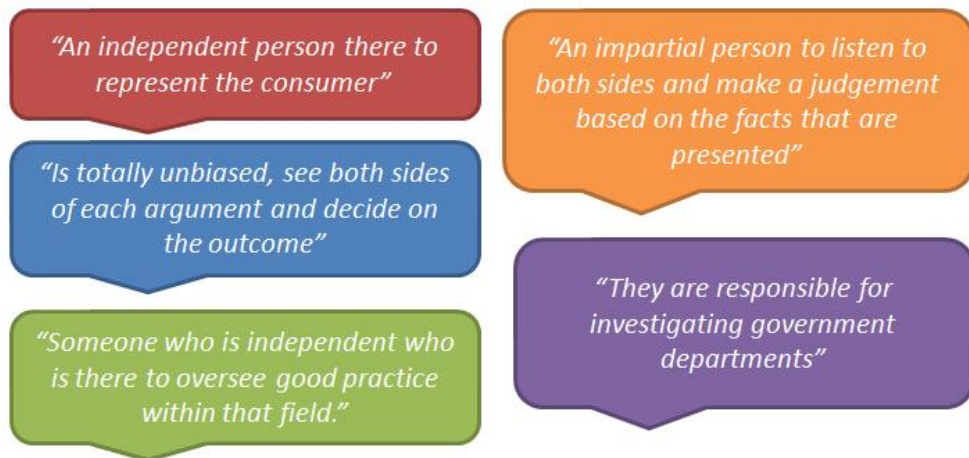 “An independent person there to
represent the consumer”
“Is totally unbiased, see both sides
of each argument and decide on
the outcome”
“Someone who is independent who
is there to oversee good practice
within that field.”
“An impartial person to listen to
both sides and make a judgement
based on the facts that are
presented”
“They are responsible for
investigating government
departments”